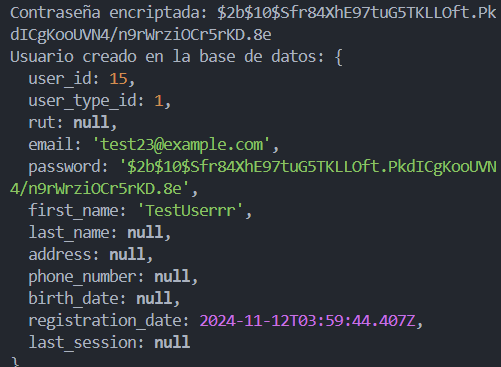 Contraseña encriptada: $2b$10$Sfr84XhE97tuG5TKLLOft.Pk
dICgKooUVN4/n9rWrziOCr5rKD.8e
Usuario creado en la base de datos: {
  user_id: 15,
  user_type_id: 1,
  rut: null,
  email: 'test23@example.com',
  password: '$2b$10$Sfr84XhE97tuG5TKLLOft.PkdICgKooUVN
4/n9rWrziOCr5rKD.8e',
  first_name: 'TestUserrr',
  last_name: null,
  address: null,
  phone_number: null,
  birth_date: null,
  registration_date: 2024-11-12T03:59:44.407Z,
  last_session: null
}